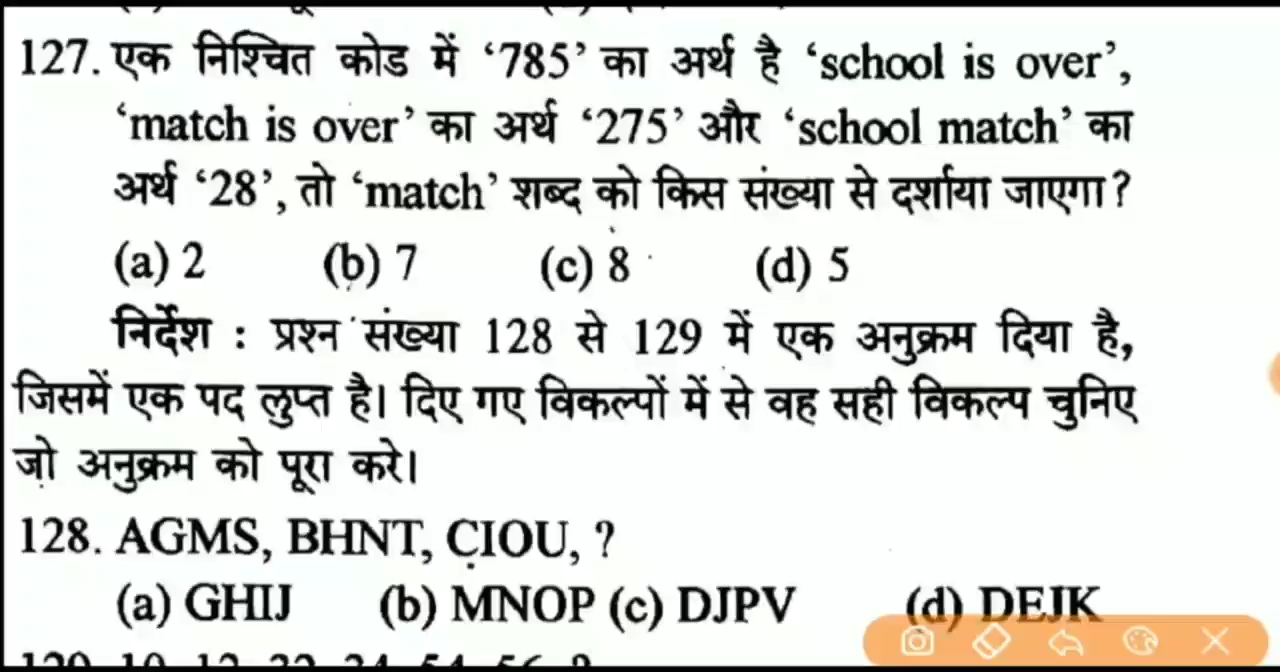 127. एक निश्चित कोड में ‘785’ का अर्थ है ‘school is over’,
‘match is over’ का अर्थ ‘275’ और ‘school match’ का
अर्थ ‘28’, तो ‘match’ शब्द को किस संख्या से दर्शाया जाएगा?
(a) 2 (b) 7 (c) 8 (d) 5
निर्देश : प्रश्न संख्या 128 से 129 में एक अनुक्रम दिया है,
जिसमें एक पद लुप्त है। दिए गए विकल्पों में से वह सही विकल्प चुनिए
जो अनुक्रम को पूरा करे।
128. AGMS, BHNT, CIOU, ?
(a) GHIJ (b) MNOP (c) DJPV (d) DEJK